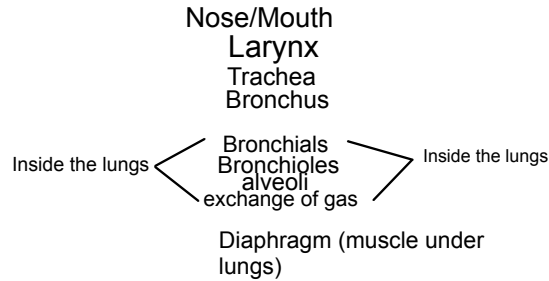 Nose/Mouth
Larynx
Trachea
Bronchus
Bronchials
Inside the lungs
Bronchioles
Inside the lungs
alveoli
exchange of gas
Diaphragm (muscle under
lungs)